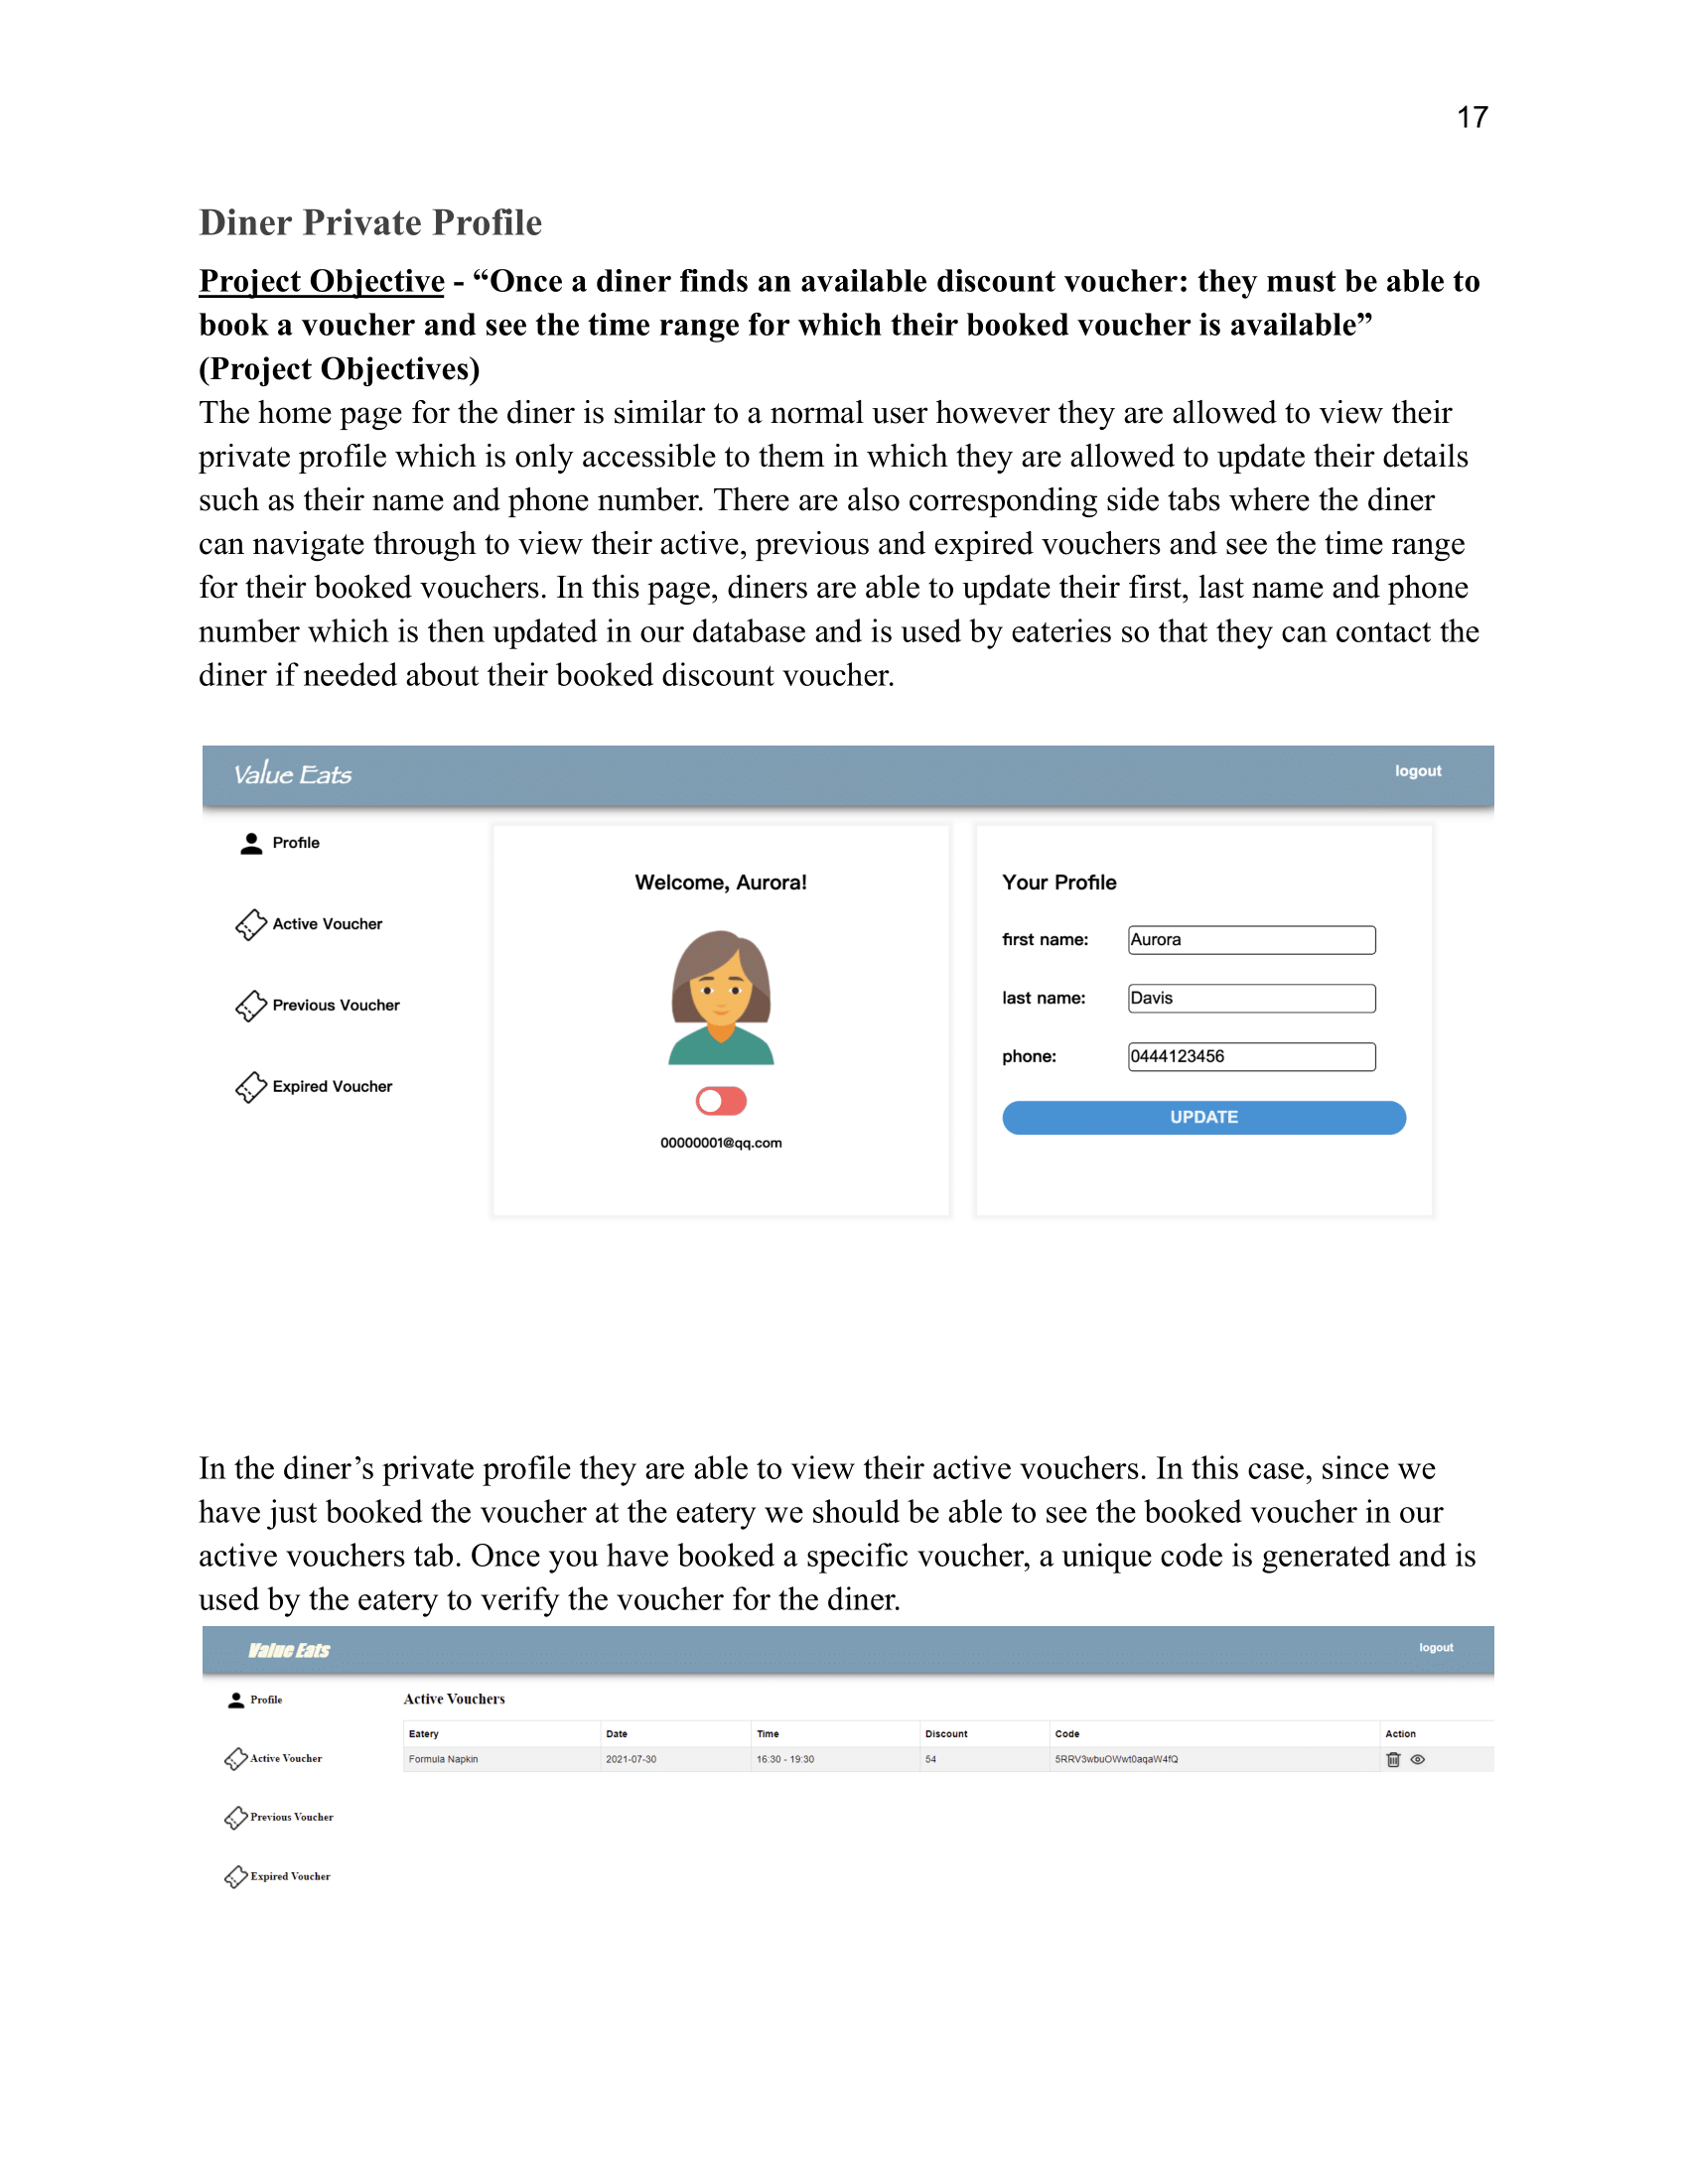 17
Diner Private Profile
Project Objective - “Once a diner finds an available discount voucher: they must be able to
book a voucher and see the time range for which their booked voucher is available”
(Project Objectives)
The home page for the diner is similar to a normal user however they are allowed to view their
private profile which is only accessible to them in which they are allowed to update their details
such as their name and phone number. There are also corresponding side tabs where the diner
can navigate through to view their active, previous and expired vouchers and see the time range
for their booked vouchers. In this page, diners are able to update their first, last name and phone
number which is then updated in our database and is used by eateries so that they can contact the
diner if needed about their booked discount voucher.
Value Eats
logout
Profile
Active Voucher
Previous Voucher
Expired Voucher
Welcome, Aurora!
00000001@qq.com
Your Profile
first name: Aurora
last name: Davis
phone: 0444123456
UPDATE
In the diner’s private profile they are able to view their active vouchers. In this case, since we
have just booked the voucher at the eatery we should be able to see the booked voucher in our
active vouchers tab. Once you have booked a specific voucher, a unique code is generated and is
used by the eatery to verify the voucher for the diner.
Value Eats
logout
Profile
Active Voucher
Previous Voucher
Expired Voucher
Active Vouchers
Eatery Date Time Discount Code Action
Formula Napkin 2021-07-30 16:30 - 19:30 54 5RRV3wbuOWwt0aqaW4fQ